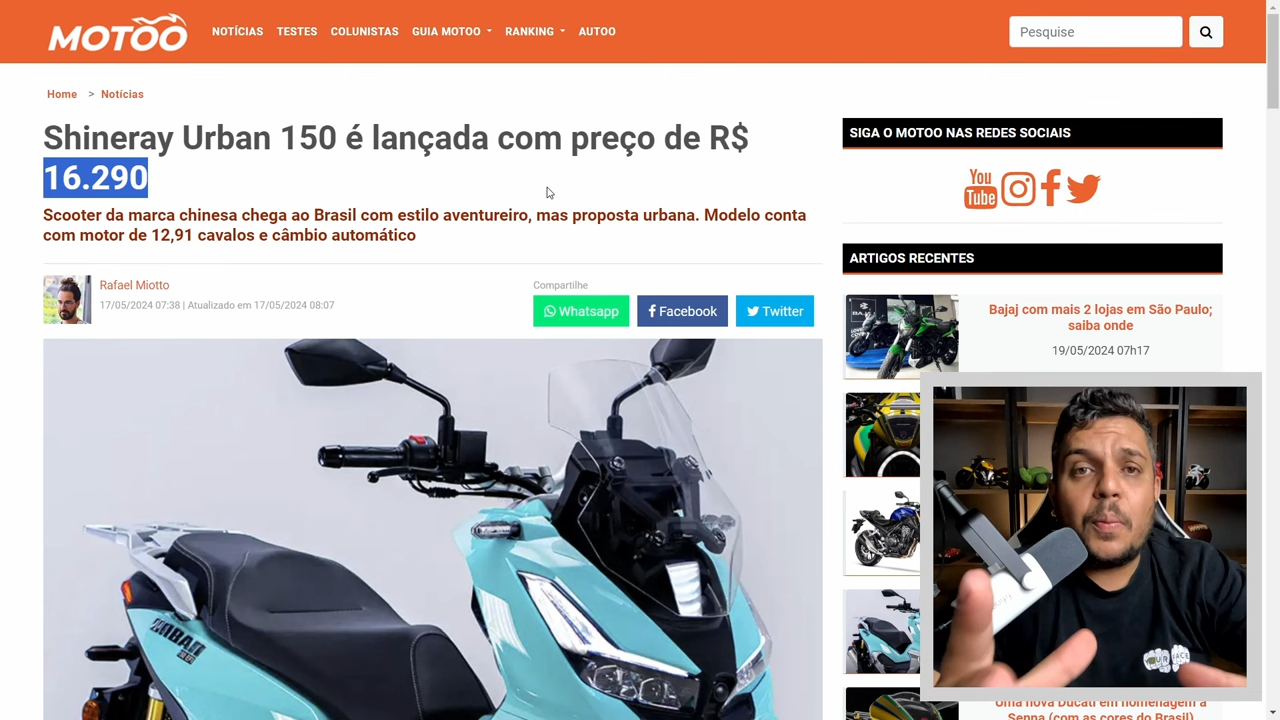 MOTOO
NOTÍCIAS TESTES COLUNISTAS GUIA MOTOO RANKING AUTOO
Pesquise
Home > Notícias
Shineray Urban 150 é lançada com preço de R$
16.290
Scooter da marca chinesa chega ao Brasil com estilo aventureiro, mas proposta urbana. Modelo conta
com motor de 12,91 cavalos e câmbio automático
Rafael Miotto
17/05/2024 07:38 | Atualizado em 17/05/2024 08:07
Compartilhe
Whatsapp
Facebook
Twitter
URBAN
SIGA O MOTOO NAS REDES SOCIAIS
You
Tube
ARTIGOS RECENTES
Bajaj com mais 2 lojas em São Paulo;
saiba onde
19/05/2024 07h17
YOUR FACE
Uma nova Ducati em homenagem a
Senna (com as cores do Brasil)